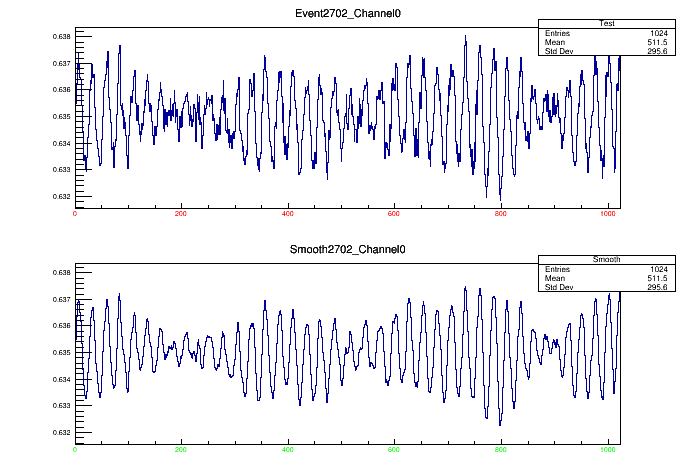 Event2702_Channel0
Test
Entries 1024
Mean 511.5
Std Dev 295.6
0.638
0.637
0.636
0.635
0.634
0.633
0.632
0 200 400 600 800 1000
Smooth2702_Channel0
Smooth
Entries 1024
Mean 511.5
Std Dev 295.6
0.638
0.637
0.636
0.635
0.634
0.633
0.632
0 200 400 600 800 1000